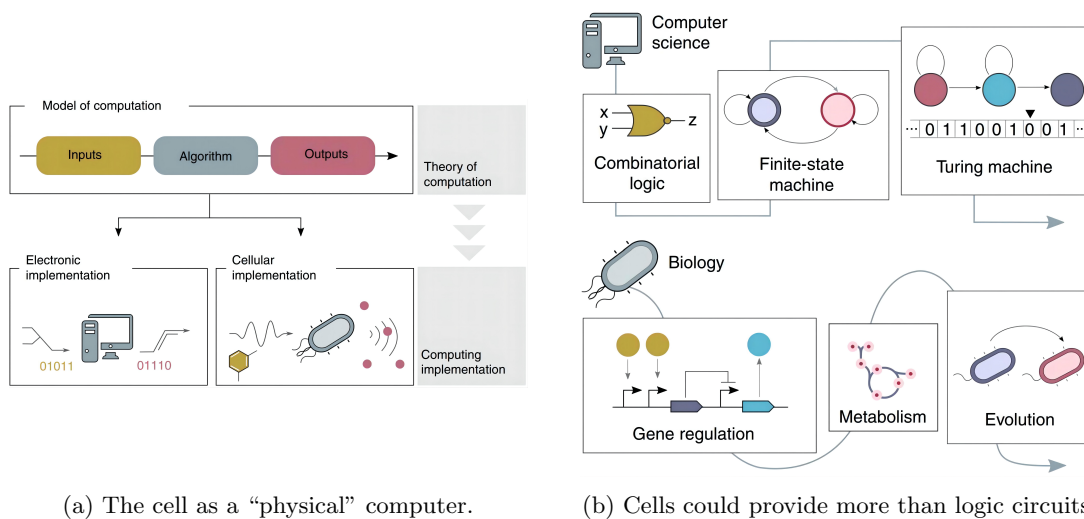 Model of computation
Inputs
Algorithm
Outputs
Theory of
computation
Electronic
implementation
01011
01110
Cellular
implementation
Computing
implementation
(a) The cell as a “physical” computer.
Computer
science
x
y
z
Combinatorial
logic
Finite-state
machine
... 0 1 1 0 0 1 0 0 0 1 ...
Turing machine
Biology
Gene regulation
Metabolism
Evolution
(b) Cells could provide more than logic circuits